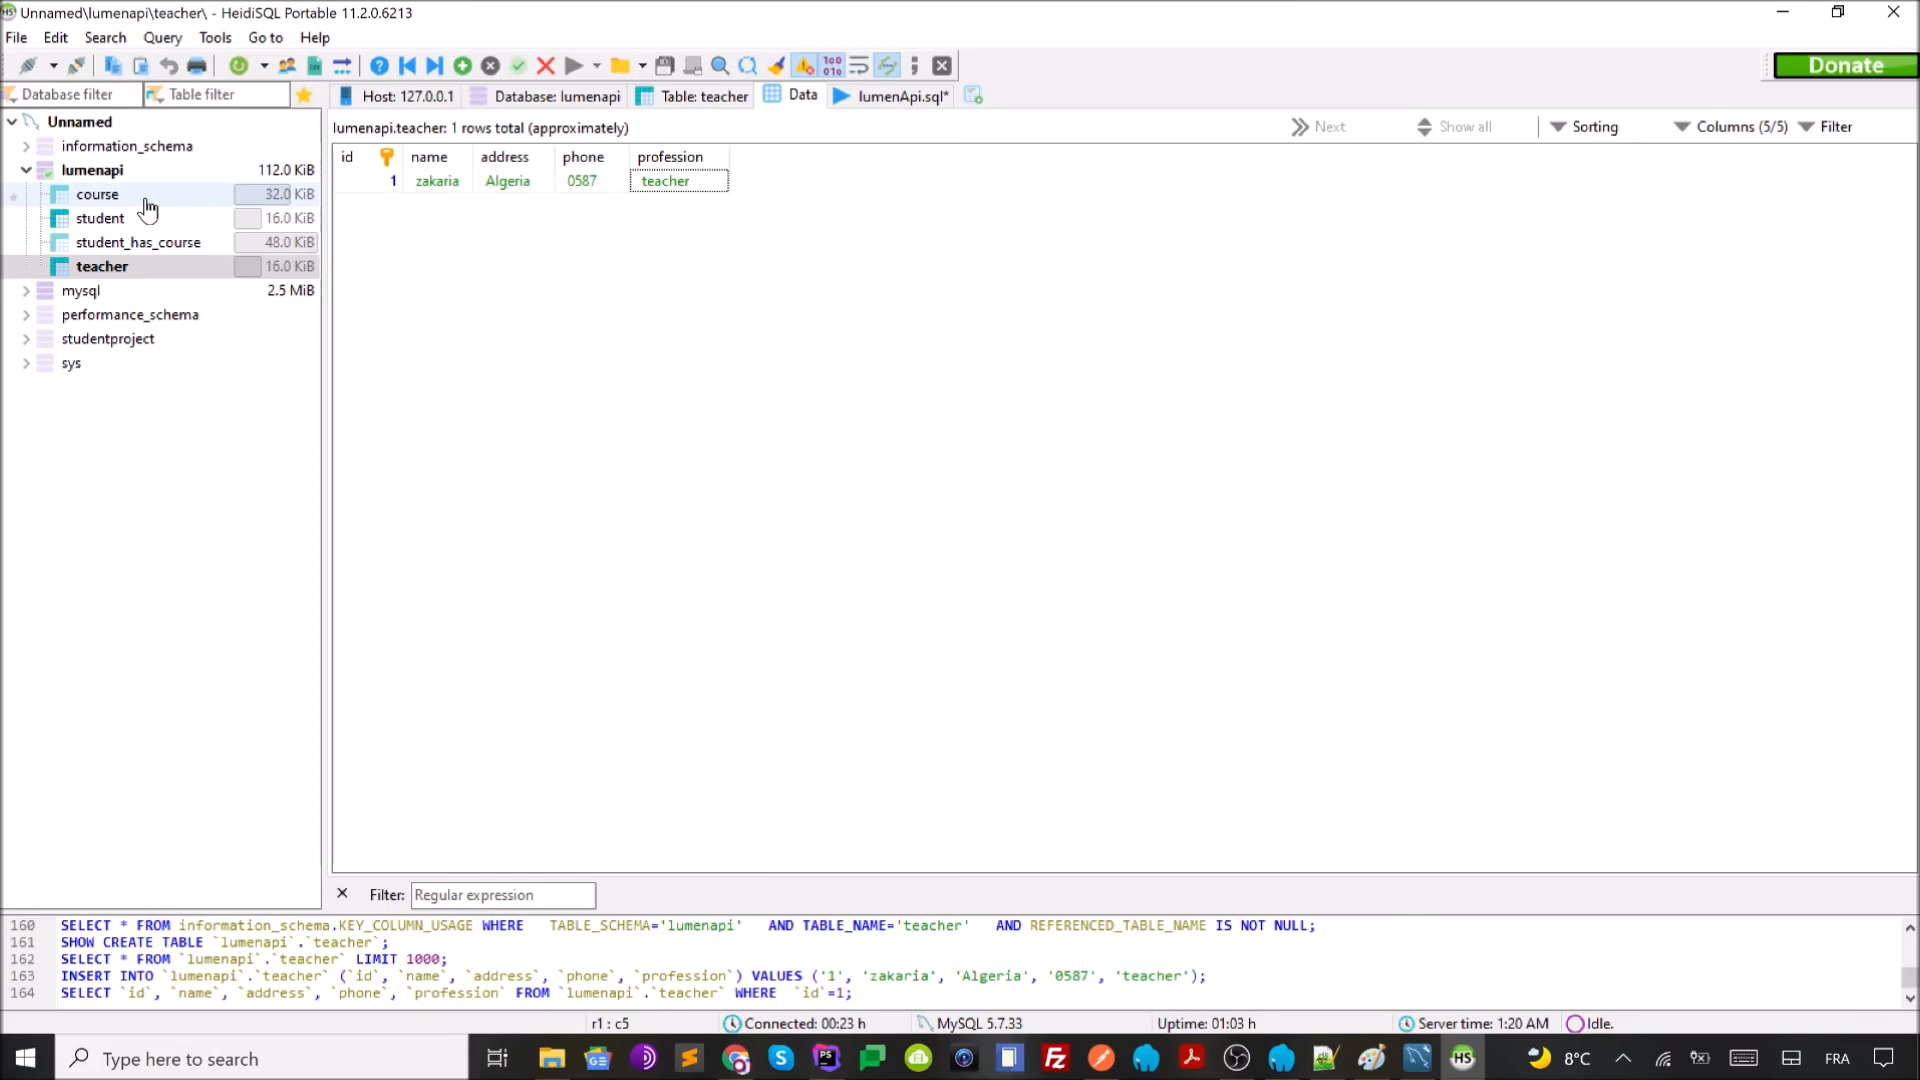 Unnamed\lumenapi\teacher\ - HeidiSQL Portable 11.2.0.6213
File Edit Search Query Tools Go to Help
Donate
Database filter Table filter
Host: 127.0.0.1 Database: lumenapi Table: teacher Data lumenApi.sql*
Unnamed
information_schema
lumenapi 112.0 KiB
course 32.0 KiB
student 16.0 KiB
student_has_course 48.0 KiB
teacher 16.0 KiB
mysql 2.5 MiB
performance_schema
studentproject
sys
lumenapi.teacher: 1 rows total (approximately) Next Show all Sorting Columns (5/5) Filter
id name address phone profession
1 zakaria Algeria 0587 teacher
Filter: Regular expression
160 SELECT * FROM information_schema.KEY_COLUMN_USAGE WHERE TABLE_SCHEMA='lumenapi' AND TABLE_NAME='teacher' AND REFERENCED_TABLE_NAME IS NOT NULL;
161 SHOW CREATE TABLE `lumenapi`.`teacher`;
162 SELECT * FROM `lumenapi`.`teacher` LIMIT 1000;
163 INSERT INTO `lumenapi`.`teacher` (`id`, `name`, `address`, `phone`, `profession`) VALUES ('1', 'zakaria', 'Algeria', '0587', 'teacher');
164 SELECT `id`, `name`, `address`, `phone`, `profession` FROM `lumenapi`.`teacher` WHERE `id`=1;
r1 : c5 Connected: 00:23 h MySQL 5.7.33 Uptime: 01:03 h Server time: 1:20 AM Idle.
Type here to search PS Fz HS 8°C FRA